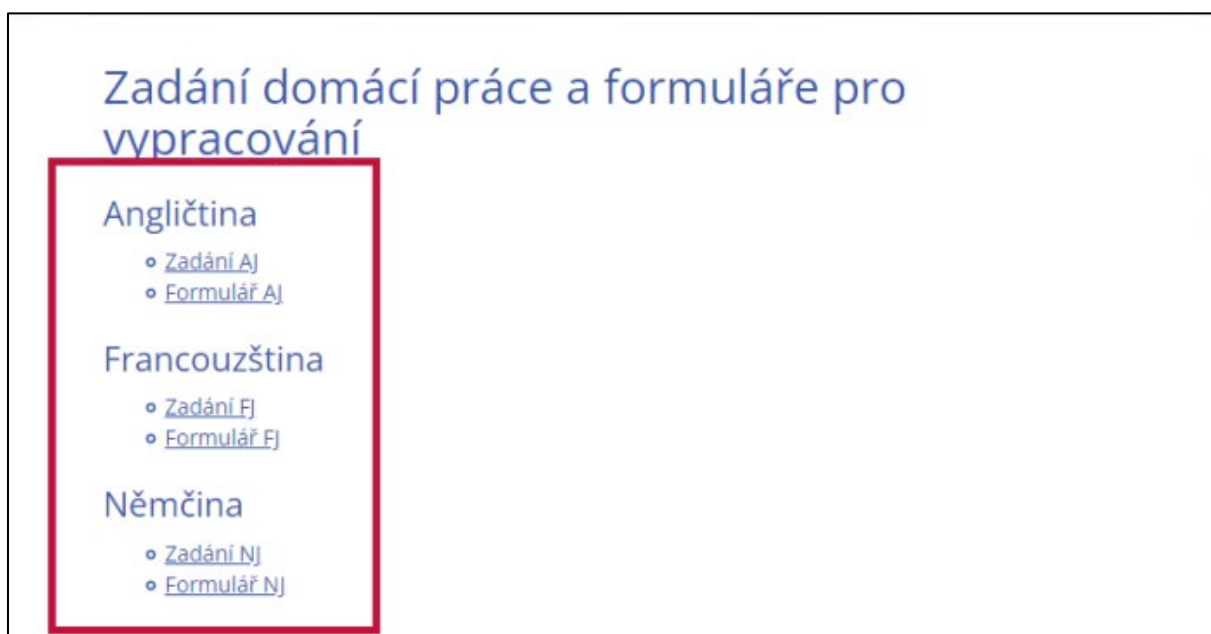 Zadání domácí práce a formuláře pro
vypracování
Angličtina
Zadání AJ
Formulář AJ
Francouzština
Zadání FJ
Formulář FJ
Němčina
Zadání NJ
Formulář NJ